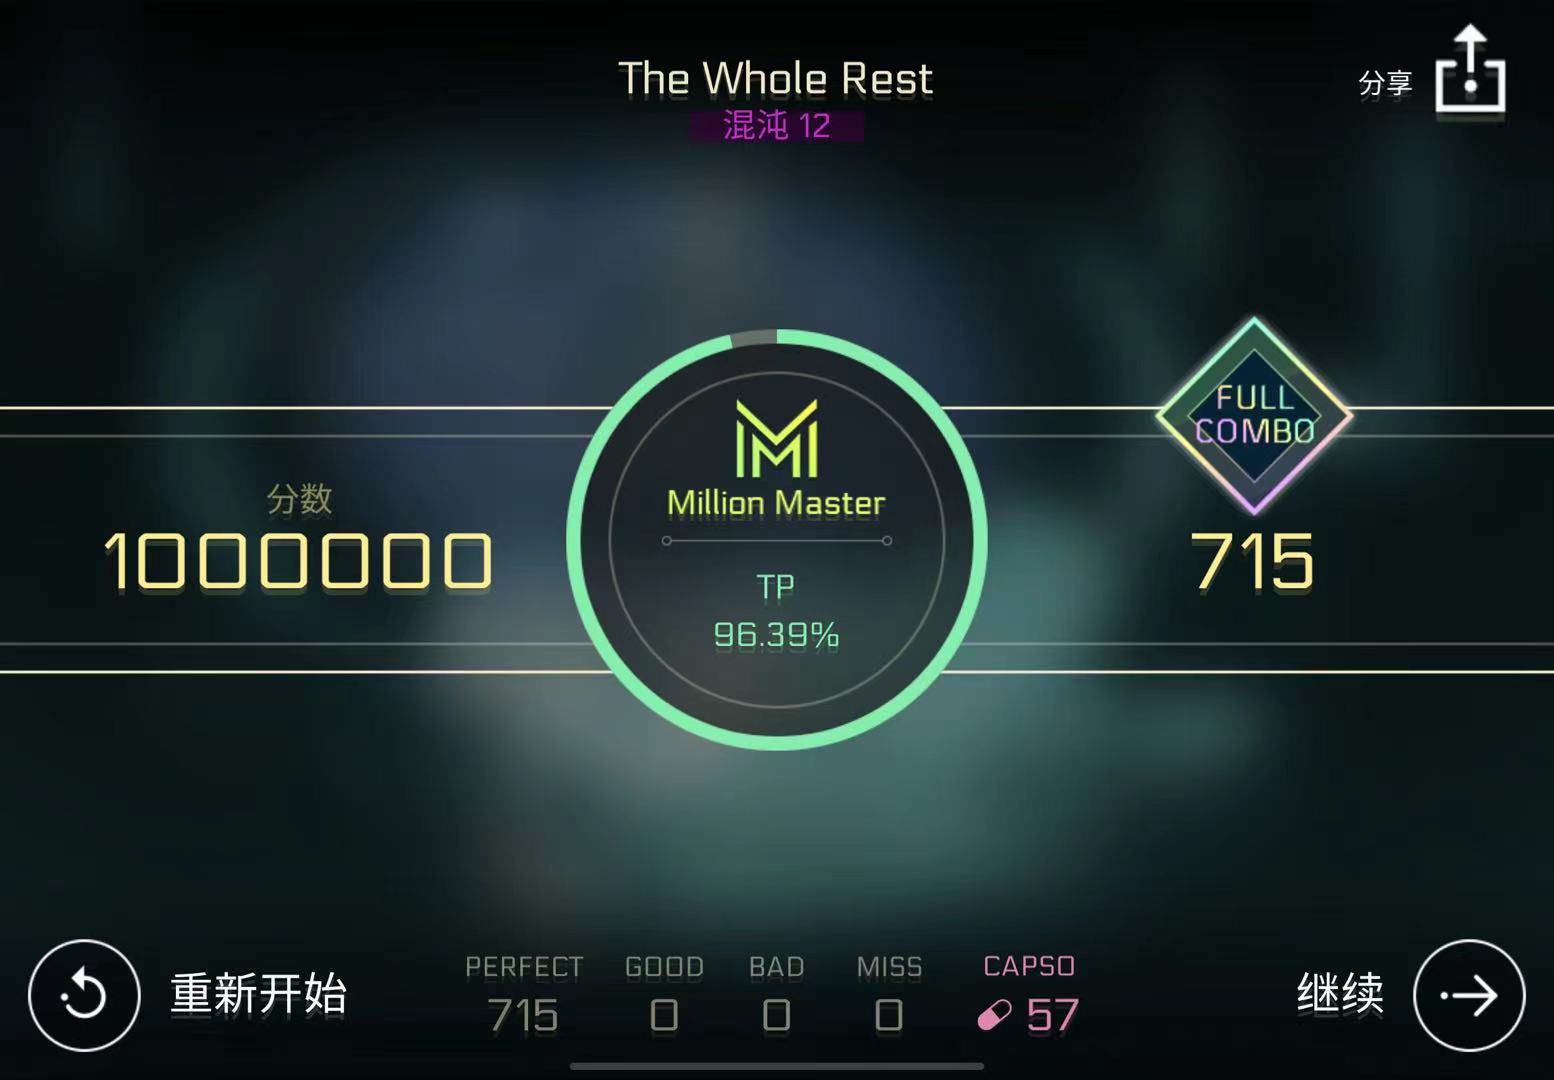 The Whole Rest
混沌 12
分享
FULL
COMBO
Million Master
分数
1000000
TP
96.39%
715
PERFECT GOOD BAD MISS CAPSO
715 0 0 0 57
重新开始
继续